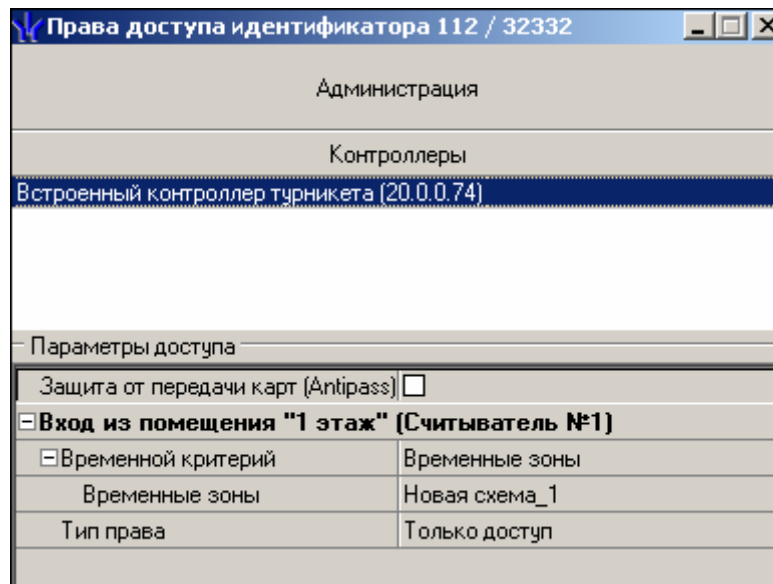 Права доступа идентификатора 112 / 32332
Администрация
Контроллеры
Встроенный контроллер турникета (20.0.0.74)
Параметры доступа
Защита от передачи карт (Antipass)
Вход из помещения "1 этаж" (Считыватель №1)
Временной критерий Временные зоны
Временные зоны Новая схема_1
Тип права Только доступ